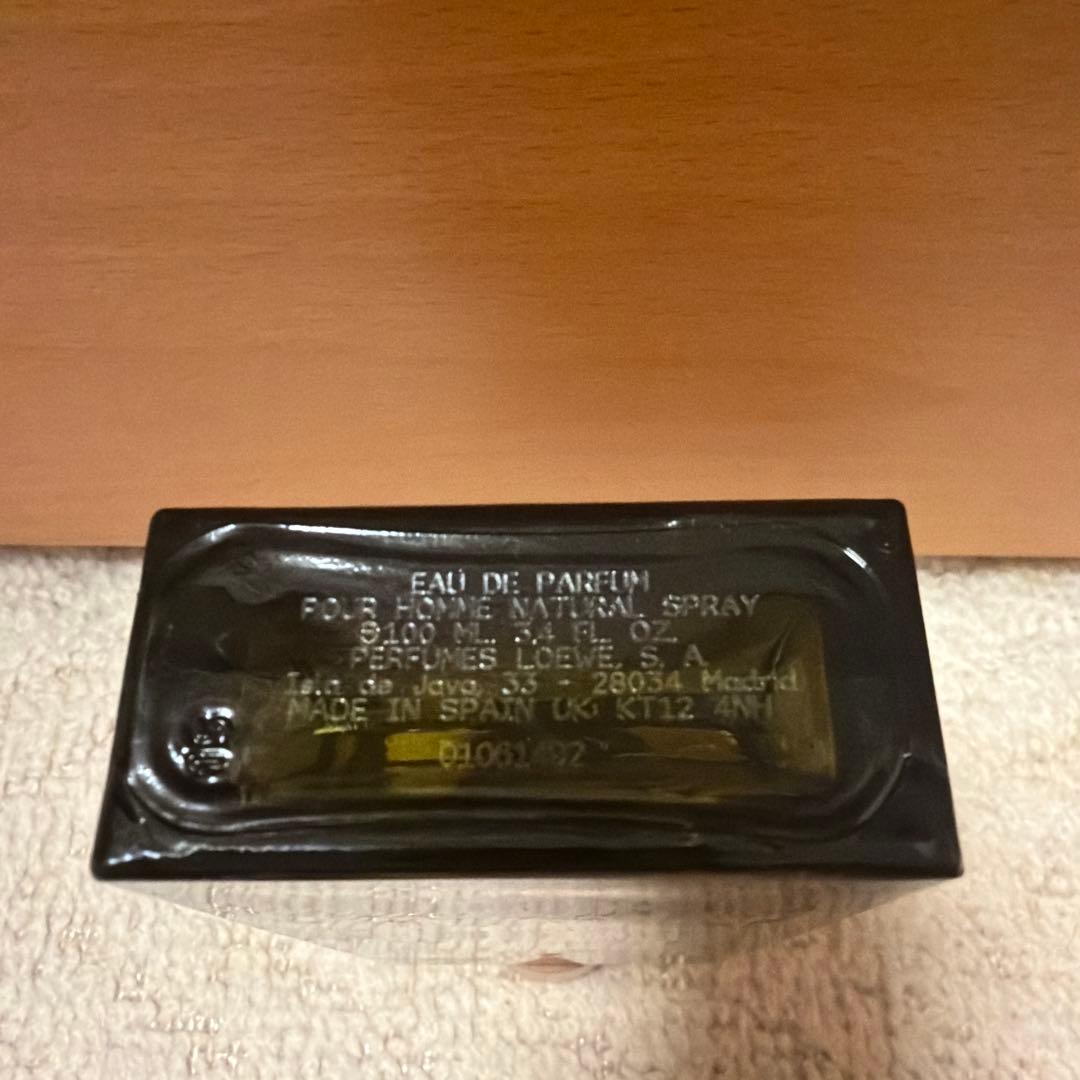 EAU DE PARFUM
POUR HOMME NATURAL SPRAY
100 ML. 3,4 FL. OZ.
PERFUMES LOEWE, S. A.
Isla de Java, 33 - 28034 Madrid
MADE IN SPAIN UK: KT12 4NH